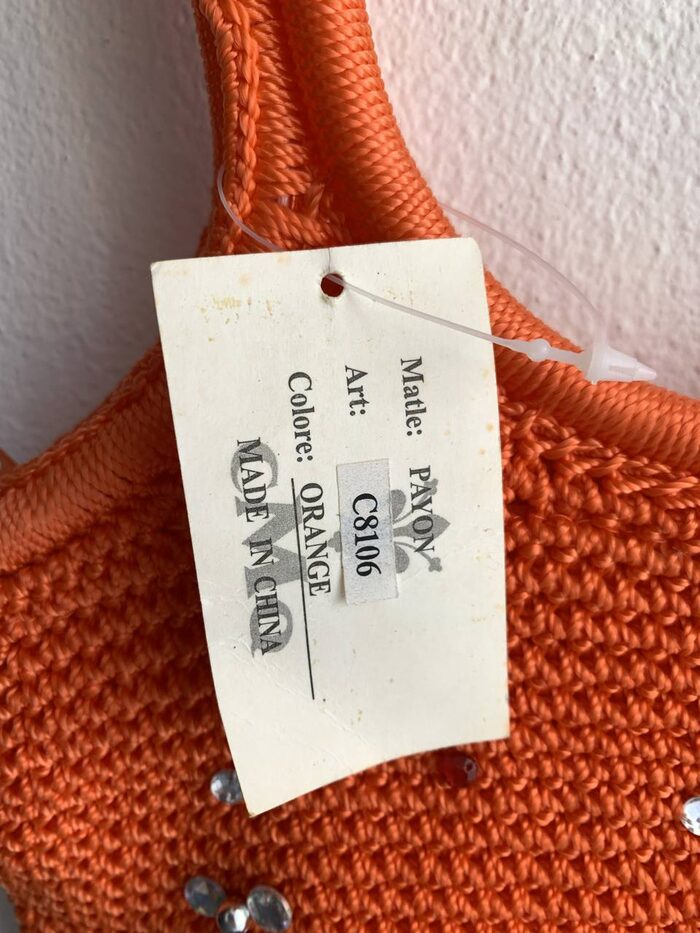 Matle: PAYON
Art: C8106
Colore: ORANGE
MADE IN CHINA